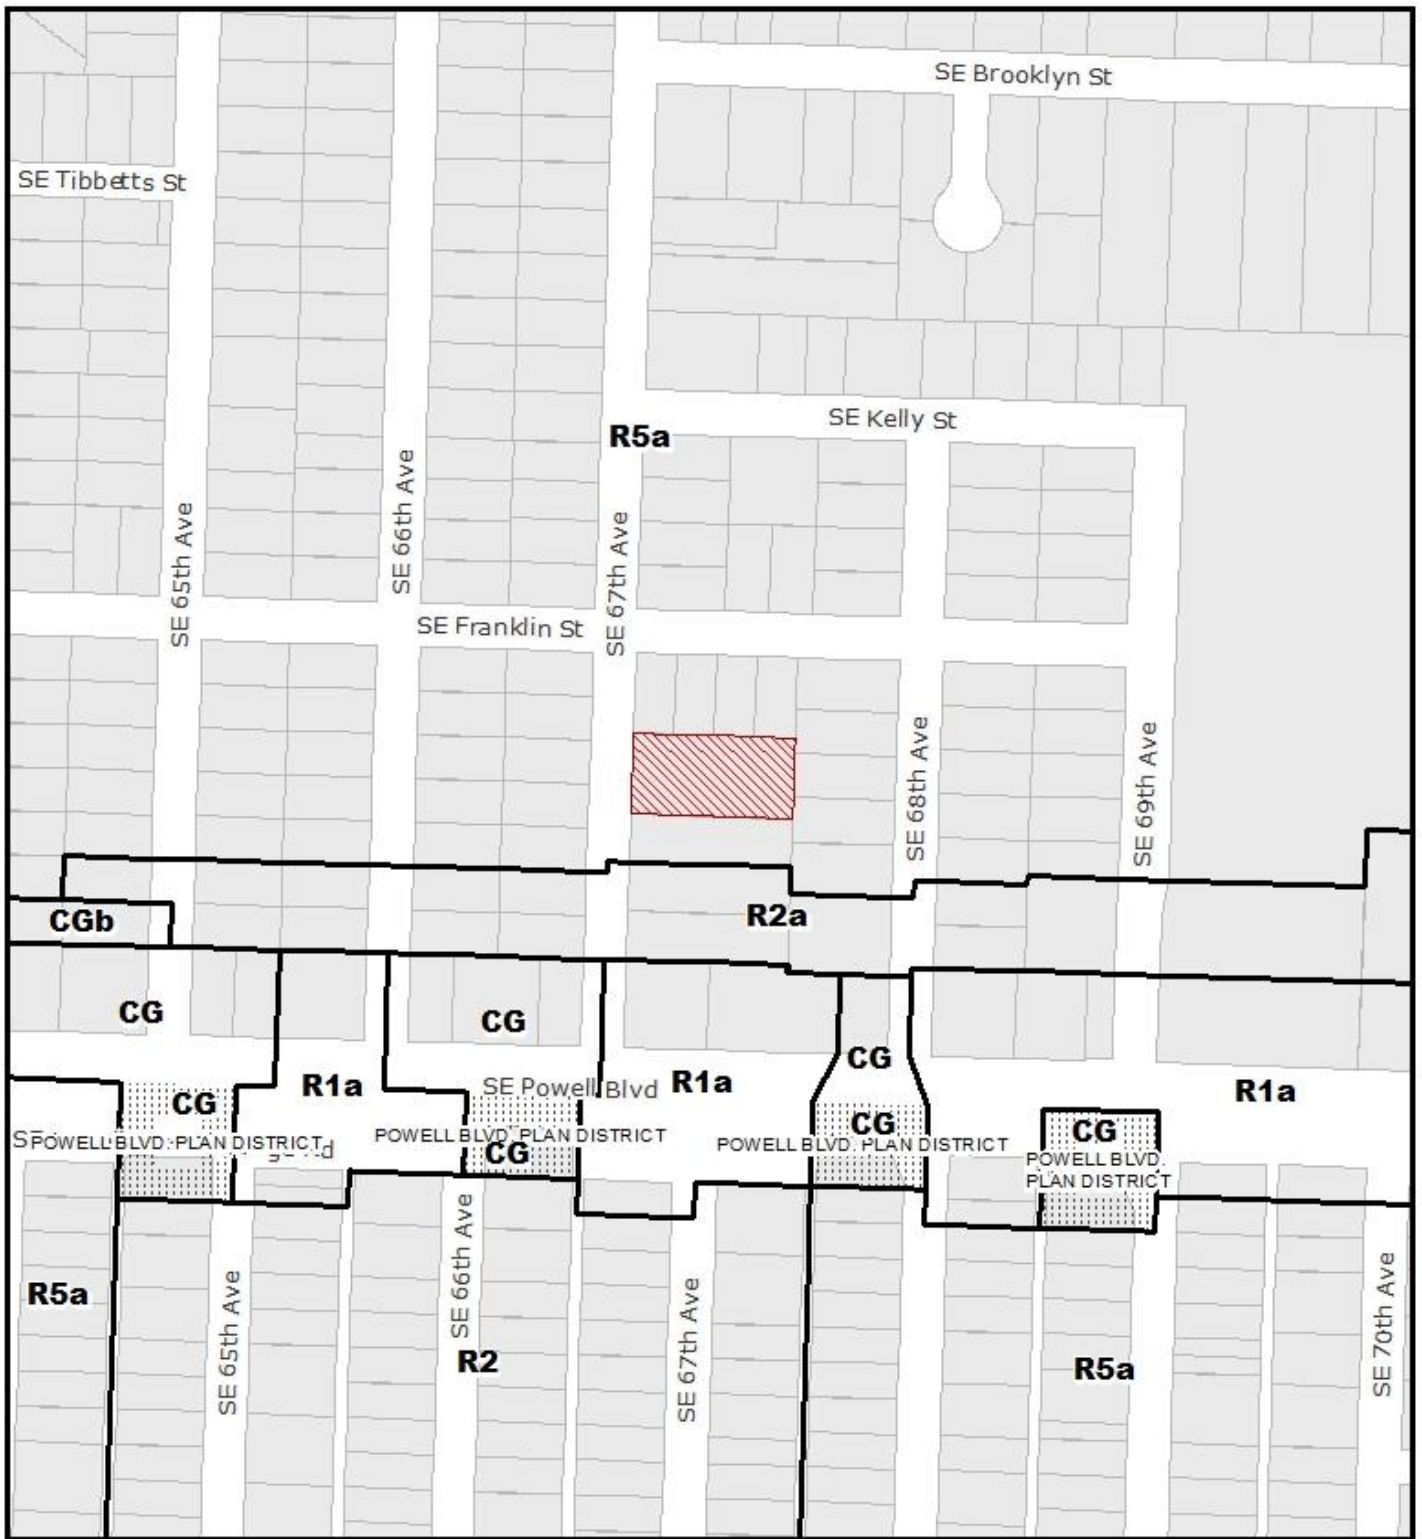 SE Brooklyn St
SE Tibbetts St
SE Kelly St
R5a
SE 65th Ave
SE 66th Ave
SE 67th Ave
SE Franklin St
SE 68th Ave
SE 69th Ave
CGb
R2a
CG
CG
CG
R1a
SE Powell Blvd
R1a
R1a
CG
CG
CG
POWELL BLVD. PLAN DISTRICT
POWELL BLVD. PLAN DISTRICT
CG
POWELL BLVD. PLAN DISTRICT
POWELL BLVD.
PLAN DISTRICT
R5a
SE 65th Ave
SE 66th Ave
R2
SE 67th Ave
R5a
SE 70th Ave